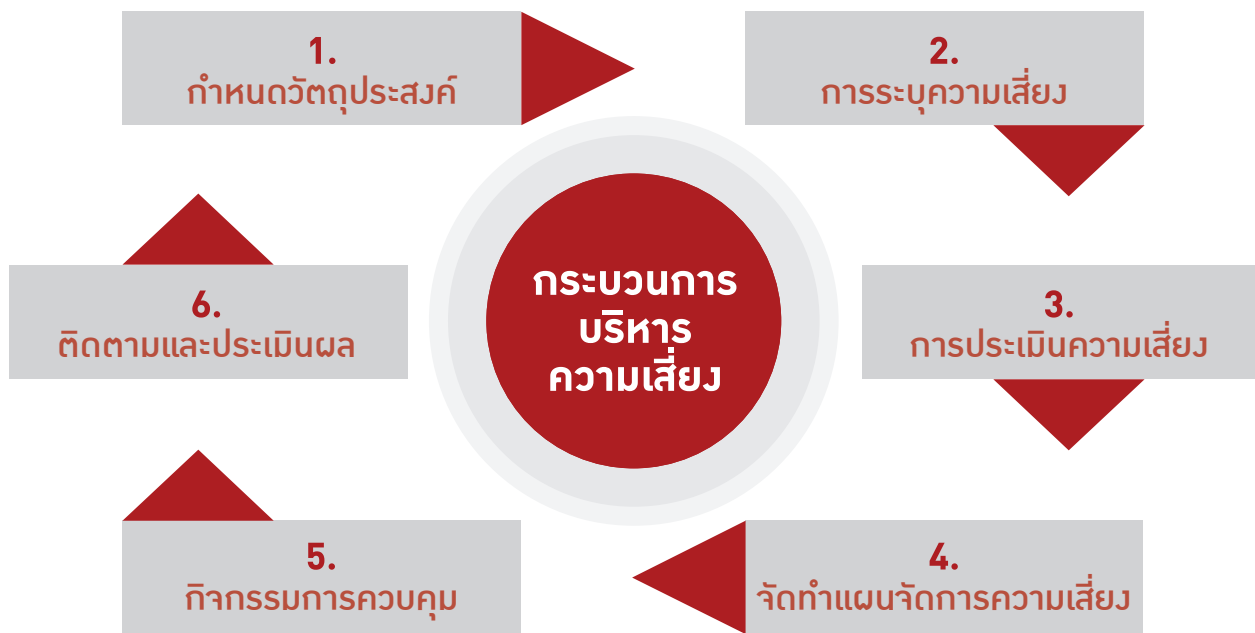 1.
กำหนดวัตถุประสงค์
2.
การระบุความเสี่ยง
กระบวนการ
บริหาร
ความเสี่ยง
3.
การประเมินความเสี่ยง
4.
จัดทำแผนจัดการความเสี่ยง
5.
กิจกรรมการควบคุม
6.
ติดตามและประเมินผล